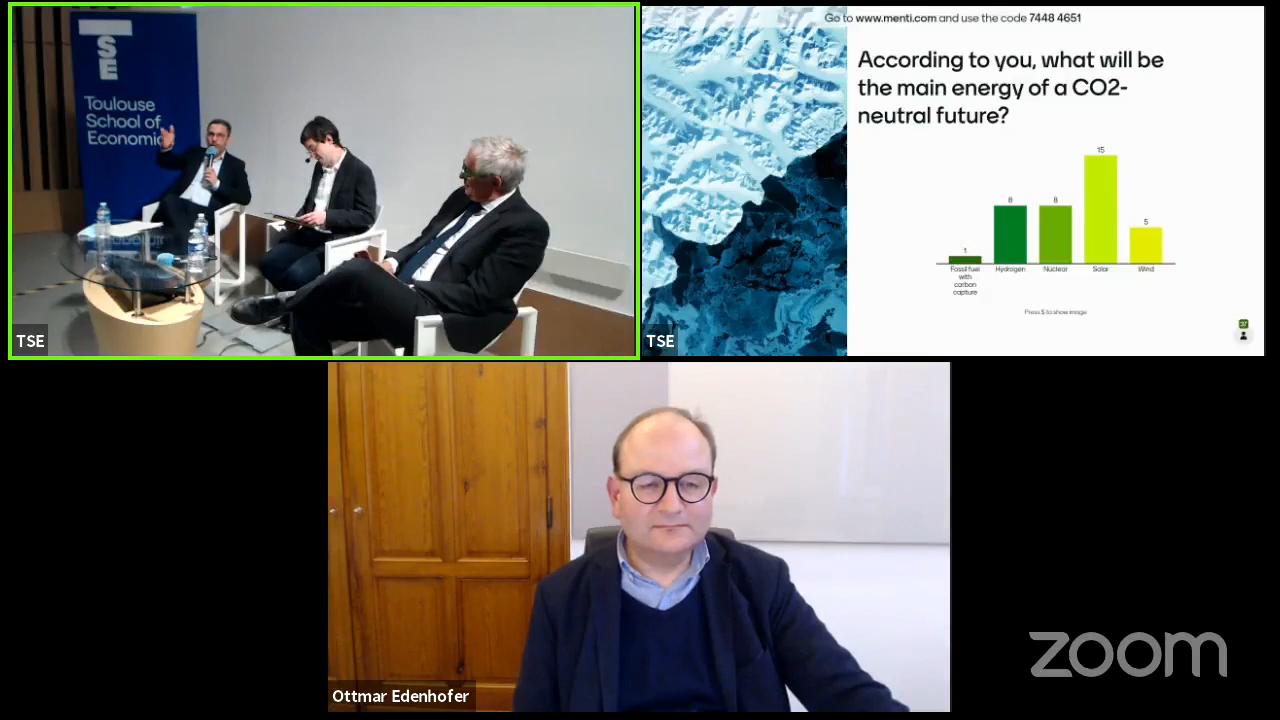 T
S
E
Toulouse
School of
Economic
TSE
Go to www.menti.com and use the code 7448 4651
According to you, what will be
the main energy of a CO2-
neutral future?
1
8
8
15
5
Fossil fuel
with
carbon
capture
Hydrogen
Nuclear
Solar
Wind
Press S to show image
37
TSE
Ottmar Edenhofer
zoom